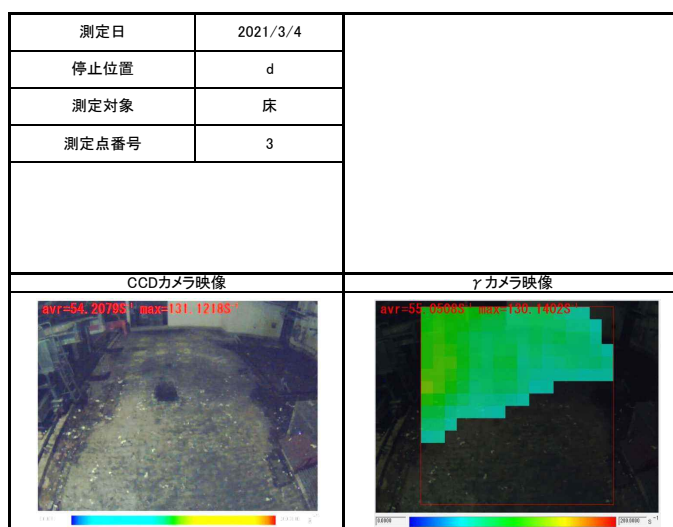 測定日 2021/3/4
停止位置 d
測定対象 床
測定点番号 3
CCDカメラ映像 γカメラ映像
avr=54.2079S⁻¹ max=131.1218S⁻¹
avr=55.0508S⁻¹ max=130.1402S⁻¹
0.0000 200.0000 S⁻¹